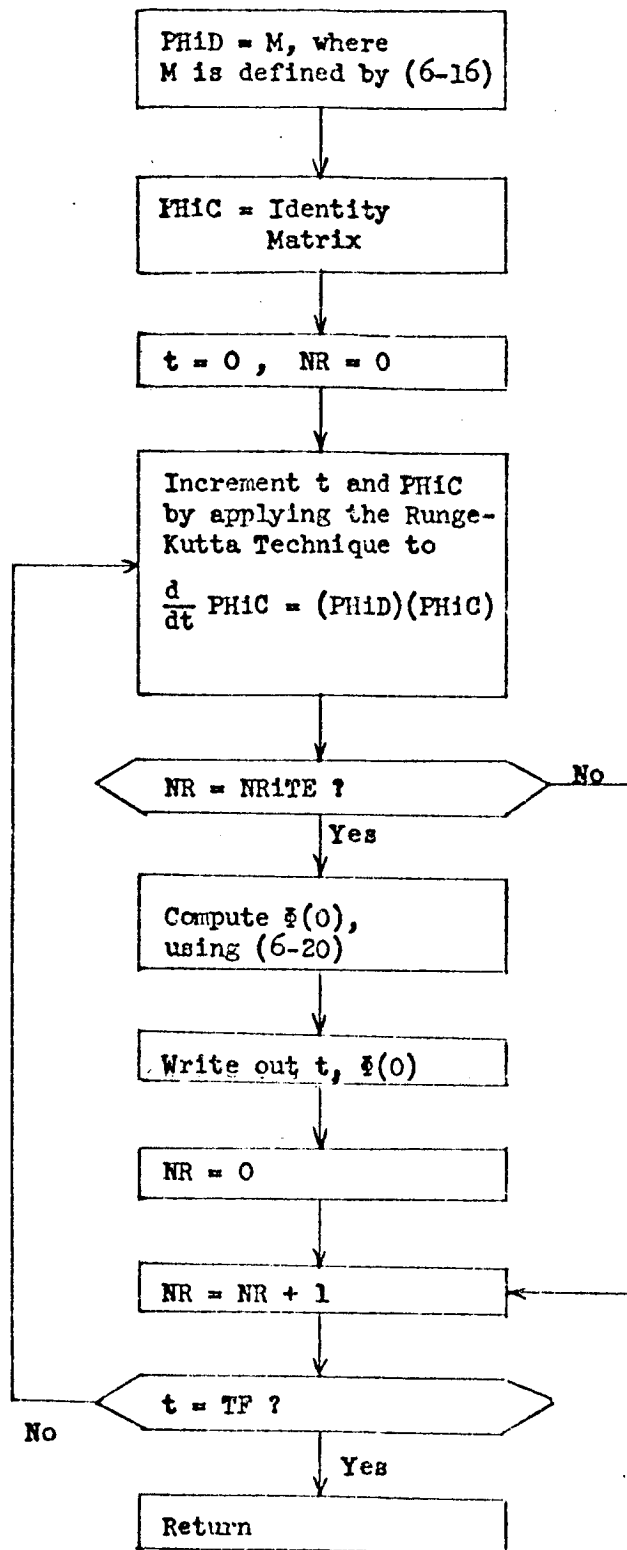 PHiD = M, where
M is defined by (6-16)
PHiC = Identity
Matrix
t = 0 , NR = 0
Increment t and PHiC
by applying the Runge-
Kutta Technique to
d/dt PHiC = (PHiD)(PHiC)
NR = NRiTE ?
No
Yes
Compute Φ(0),
using (6-20)
Write out t, Φ(0)
NR = 0
NR = NR + 1
t = TF ?
No
Yes
Return